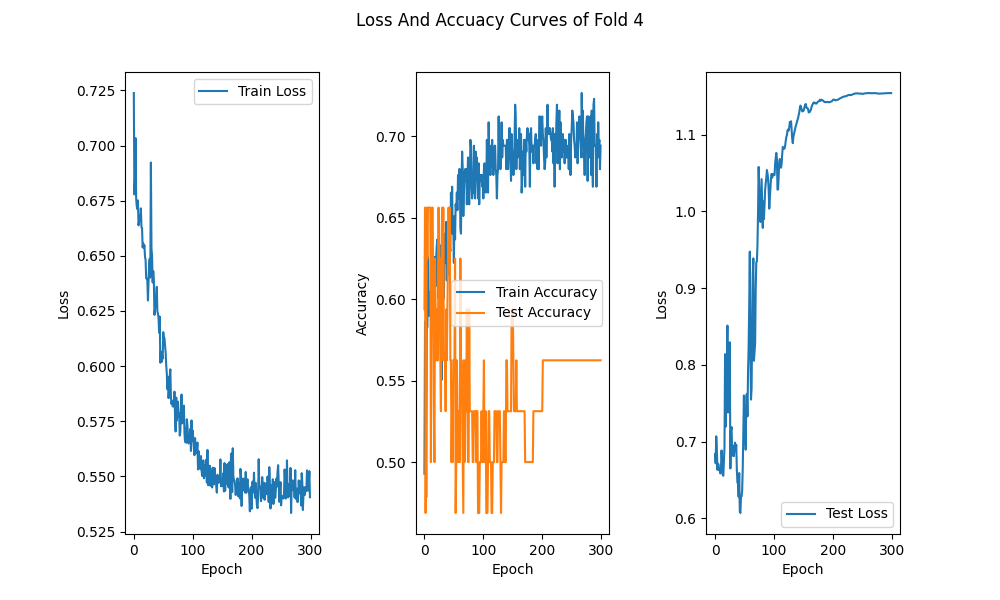 Loss And Accuacy Curves of Fold 4
0.725
0.700
0.675
0.650
0.625
0.600
0.575
0.550
0.525
Loss
0
100
200
300
Epoch
Train Loss
0.70
0.65
0.60
0.55
0.50
Accuracy
0
100
200
300
Epoch
Train Accuracy
Test Accuracy
1.1
1.0
0.9
0.8
0.7
0.6
Loss
0
100
200
300
Epoch
Test Loss